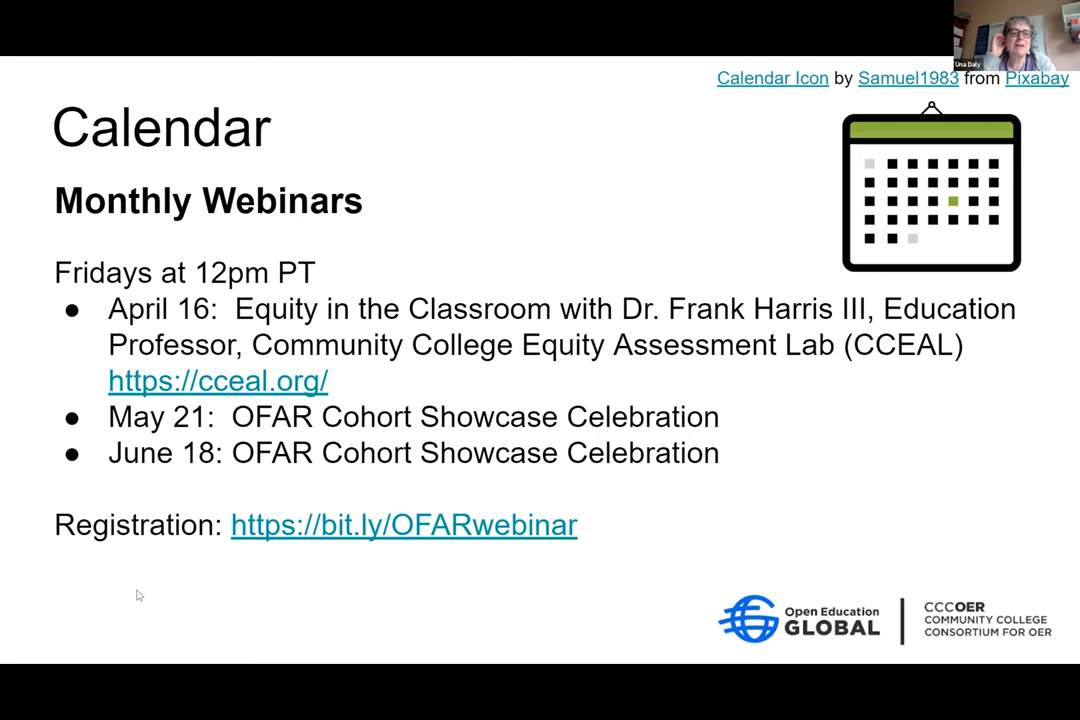 Una Daly
Calendar Icon by Samuel1983 from Pixabay
Calendar
Monthly Webinars
Fridays at 12pm PT
● April 16:  Equity in the Classroom with Dr. Frank Harris III, Education
Professor, Community College Equity Assessment Lab (CCEAL)
https://cceal.org/
● May 21:  OFAR Cohort Showcase Celebration
● June 18: OFAR Cohort Showcase Celebration
Registration: https://bit.ly/OFARwebinar
Open Education
GLOBAL
CCCOER
COMMUNITY COLLEGE
CONSORTIUM FOR OER